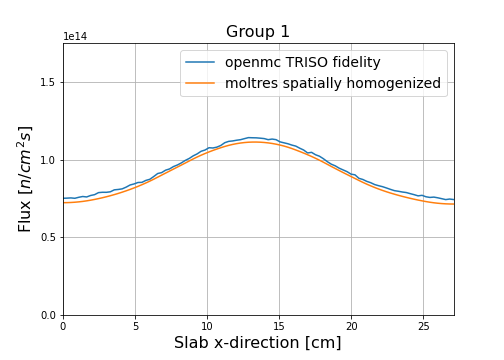 Group 1
1e14
openmc TRISO fidelity
moltres spatially homogenized
1.5
1.0
0.5
0.0
Flux [n/cm²s]
0 5 10 15 20 25
Slab x-direction [cm]